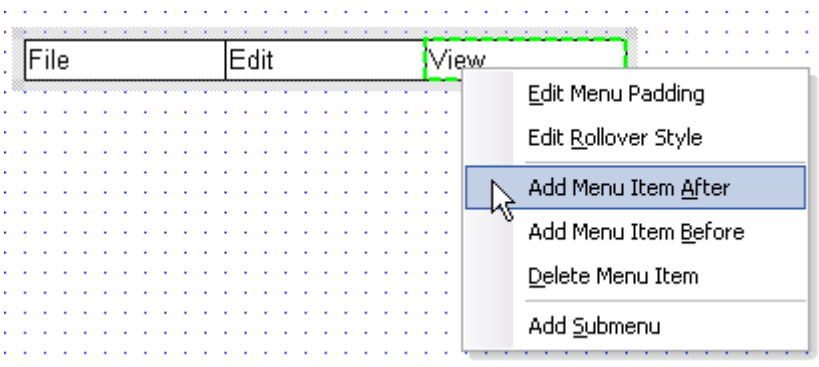 File Edit View
Edit Menu Padding
Edit Rollover Style
Add Menu Item After
Add Menu Item Before
Delete Menu Item
Add Submenu